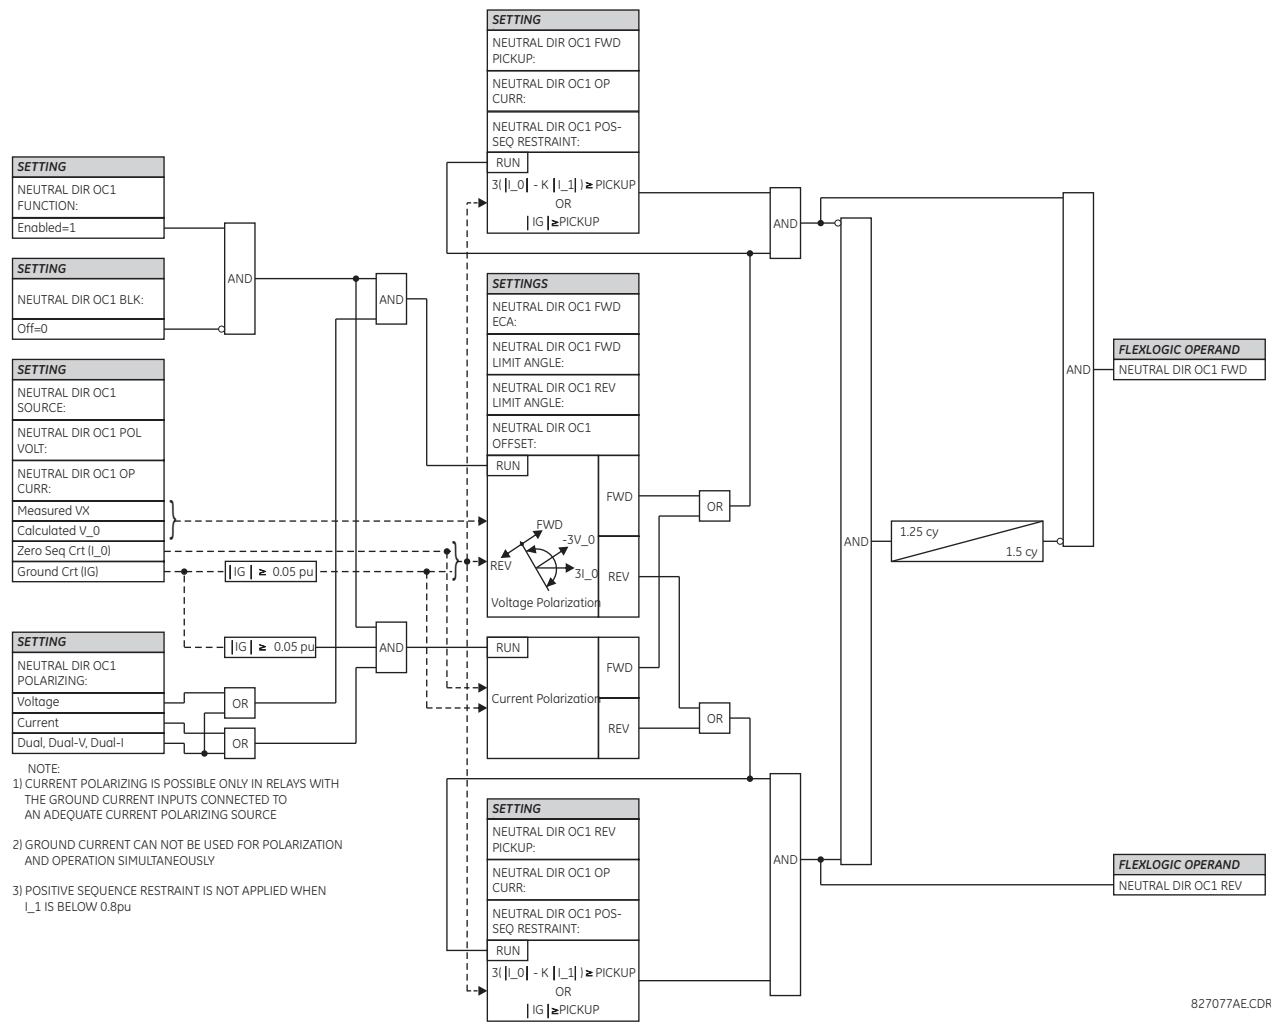 SETTING
NEUTRAL DIR OC1
FUNCTION:
Enabled=1
SETTING
NEUTRAL DIR OC1 BLK:
Off=0
SETTING
NEUTRAL DIR OC1
SOURCE:
NEUTRAL DIR OC1 POL
VOLT:
NEUTRAL DIR OC1 OP
CURR:
Measured VX
Calculated V_0
Zero Seq Crt (I_0)
Ground Crt (IG)
SETTING
NEUTRAL DIR OC1
POLARIZING:
Voltage
Current
Dual, Dual-V, Dual-I
NOTE:
1) CURRENT POLARIZING IS POSSIBLE ONLY IN RELAYS WITH
THE GROUND CURRENT INPUTS CONNECTED TO
AN ADEQUATE CURRENT POLARIZING SOURCE
2) GROUND CURRENT CAN NOT BE USED FOR POLARIZATION
AND OPERATION SIMULTANEOUSLY
3) POSITIVE SEQUENCE RESTRAINT IS NOT APPLIED WHEN
I_1 IS BELOW 0.8pu
AND
|IG| ≥ 0.05 pu
|IG| ≥ 0.05 pu
OR
OR
AND
AND
SETTING
NEUTRAL DIR OC1 FWD
PICKUP:
NEUTRAL DIR OC1 OP
CURR:
NEUTRAL DIR OC1 POS-
SEQ RESTRAINT:
RUN
3( |I_0| - K |I_1| ) ≥ PICKUP
OR
| IG | ≥PICKUP
SETTINGS
NEUTRAL DIR OC1 FWD
ECA:
NEUTRAL DIR OC1 FWD
LIMIT ANGLE:
NEUTRAL DIR OC1 REV
LIMIT ANGLE:
NEUTRAL DIR OC1
OFFSET:
RUN
FWD
FWD
-3V_0
REV
3I_0
REV
Voltage Polarization
RUN
FWD
Current Polarization
REV
SETTING
NEUTRAL DIR OC1 REV
PICKUP:
NEUTRAL DIR OC1 OP
CURR:
NEUTRAL DIR OC1 POS-
SEQ RESTRAINT:
RUN
3( |I_0| - K |I_1| ) ≥ PICKUP
OR
| IG | ≥PICKUP
OR
OR
AND
AND
AND
1.25 cy
1.5 cy
AND
FLEXLOGIC OPERAND
NEUTRAL DIR OC1 FWD
FLEXLOGIC OPERAND
NEUTRAL DIR OC1 REV
827077AE.CDR